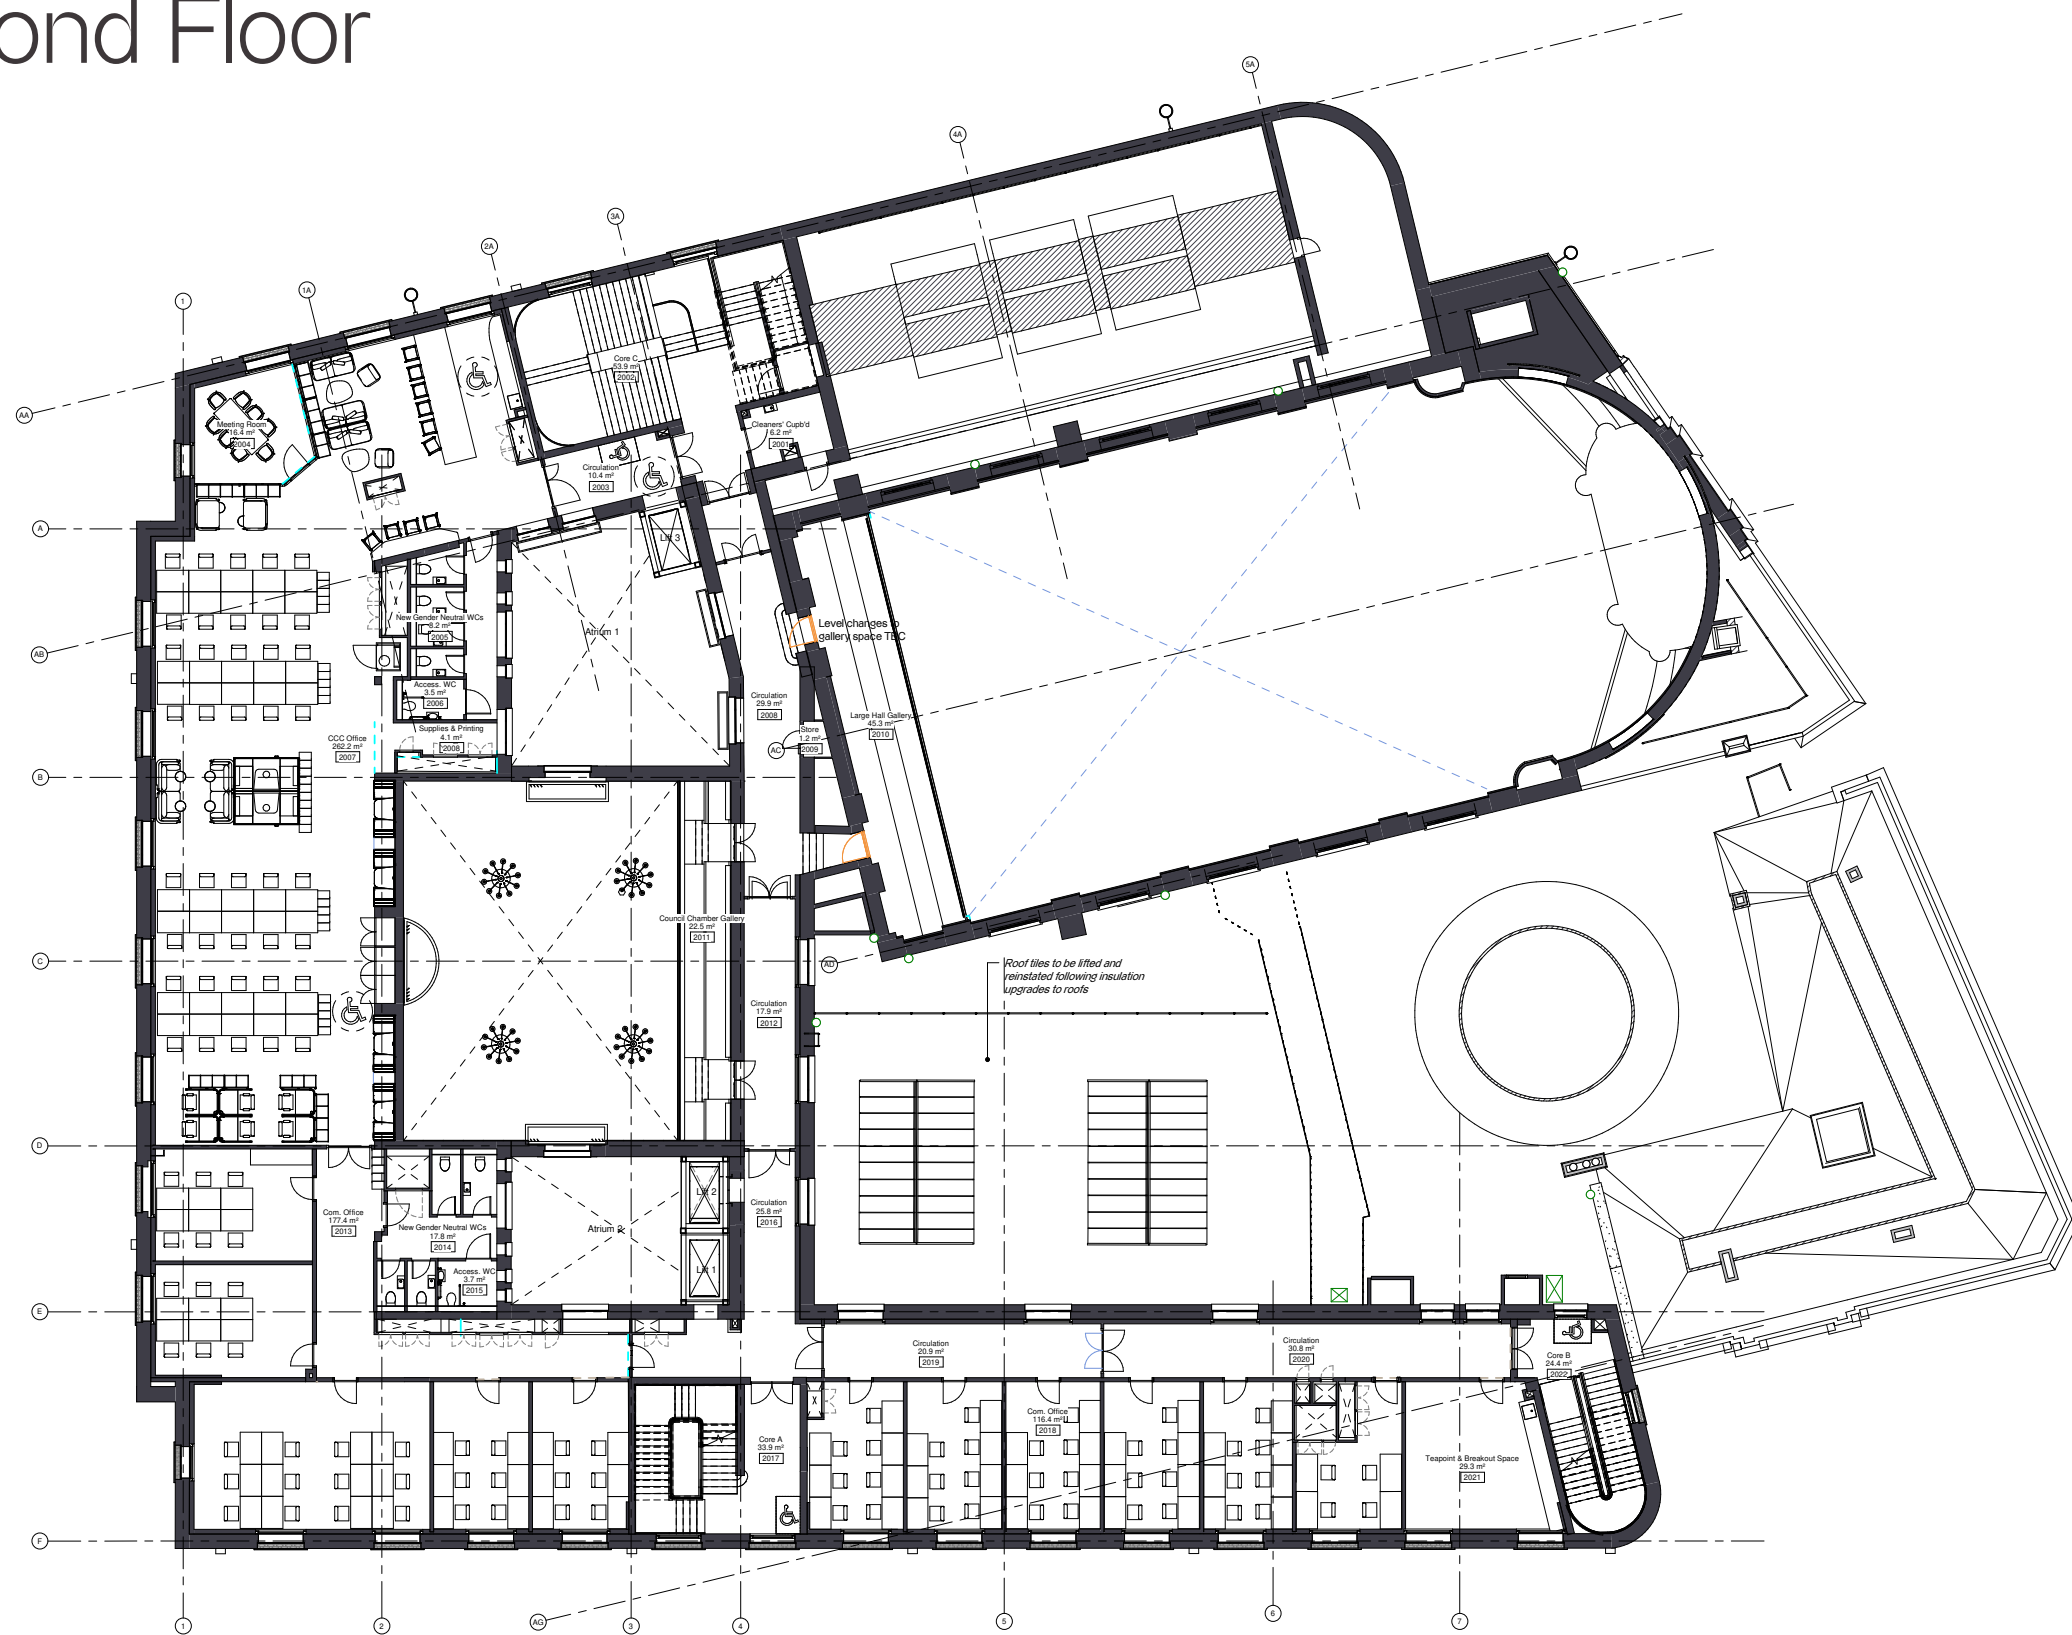 ond Floor
5A
4A
3A
2A
1A
1
AA
A
AB
B
C
D
E
F
Core C
53.9 m²
2002
Meeting Room
16.4 m²
2004
Cleaners' Cupb'd
6.2 m²
2001
Circulation
10.4 m²
2003
Lift 3
New Gender Neutral WCs
8.2 m²
2005
Atrium 1
Level changes to
gallery space TBC
Access. WC
3.5 m²
2006
Circulation
29.9 m²
2008
Large Hall Gallery
45.3 m²
2010
Supplies & Printing
4.1 m²
2008
Store
1.2 m²
2009
AC
CCC Office
262.2 m²
2007
Council Chamber Gallery
22.5 m²
2011
AD
Roof tiles to be lifted and
reinstated following insulation
upgrades to roofs
Circulation
17.9 m²
2012
Com. Office
177.4 m²
2013
New Gender Neutral WCs
17.8 m²
2014
Atrium 2
Lift 2
Circulation
25.8 m²
2016
Access. WC
3.7 m²
2015
Lift 1
Circulation
20.9 m²
2019
Circulation
30.8 m²
2020
Core B
24.4 m²
2022
Core A
33.9 m²
2017
Com. Office
116.4 m²
2018
Teapoint & Breakout Space
29.3 m²
2021
1
2
AG
3
4
5
6
7